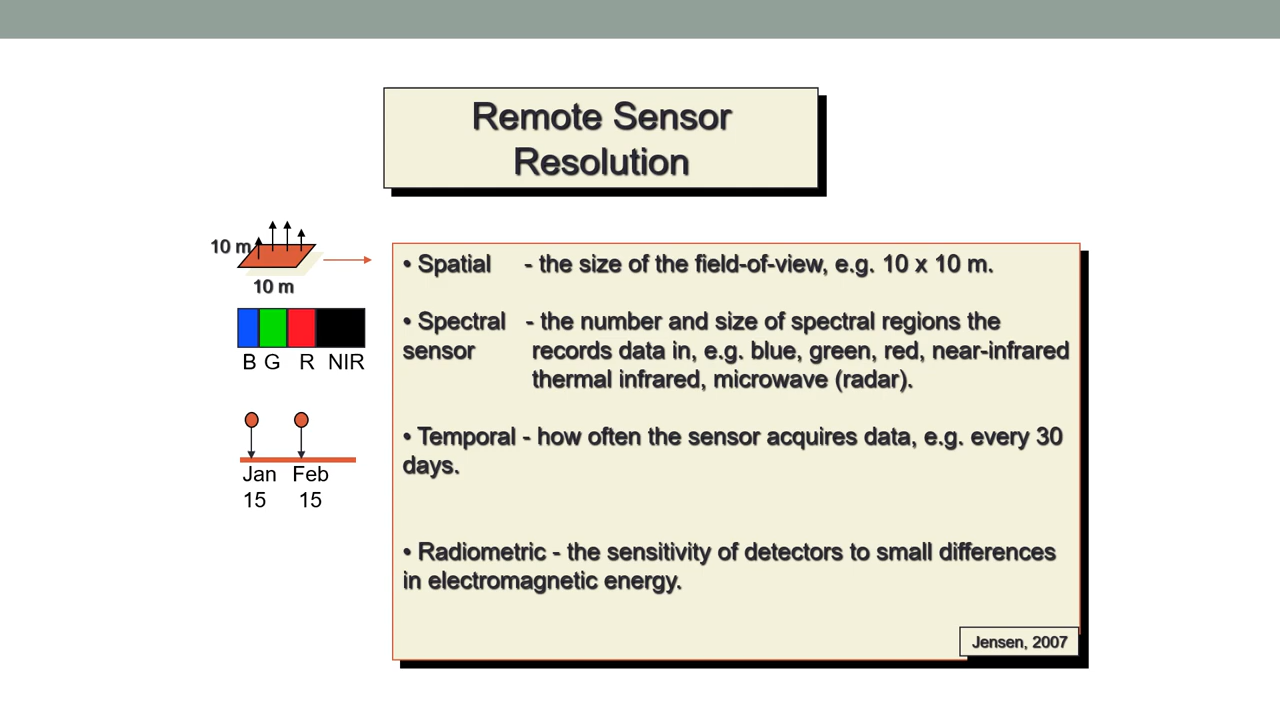 Remote Sensor
Resolution
10 m
10 m
B G R NIR
Jan Feb
15 15
• Spatial - the size of the field-of-view, e.g. 10 x 10 m.
• Spectral - the number and size of spectral regions the
sensor records data in, e.g. blue, green, red, near-infrared
thermal infrared, microwave (radar).
• Temporal - how often the sensor acquires data, e.g. every 30
days.
• Radiometric - the sensitivity of detectors to small differences
in electromagnetic energy.
Jensen, 2007